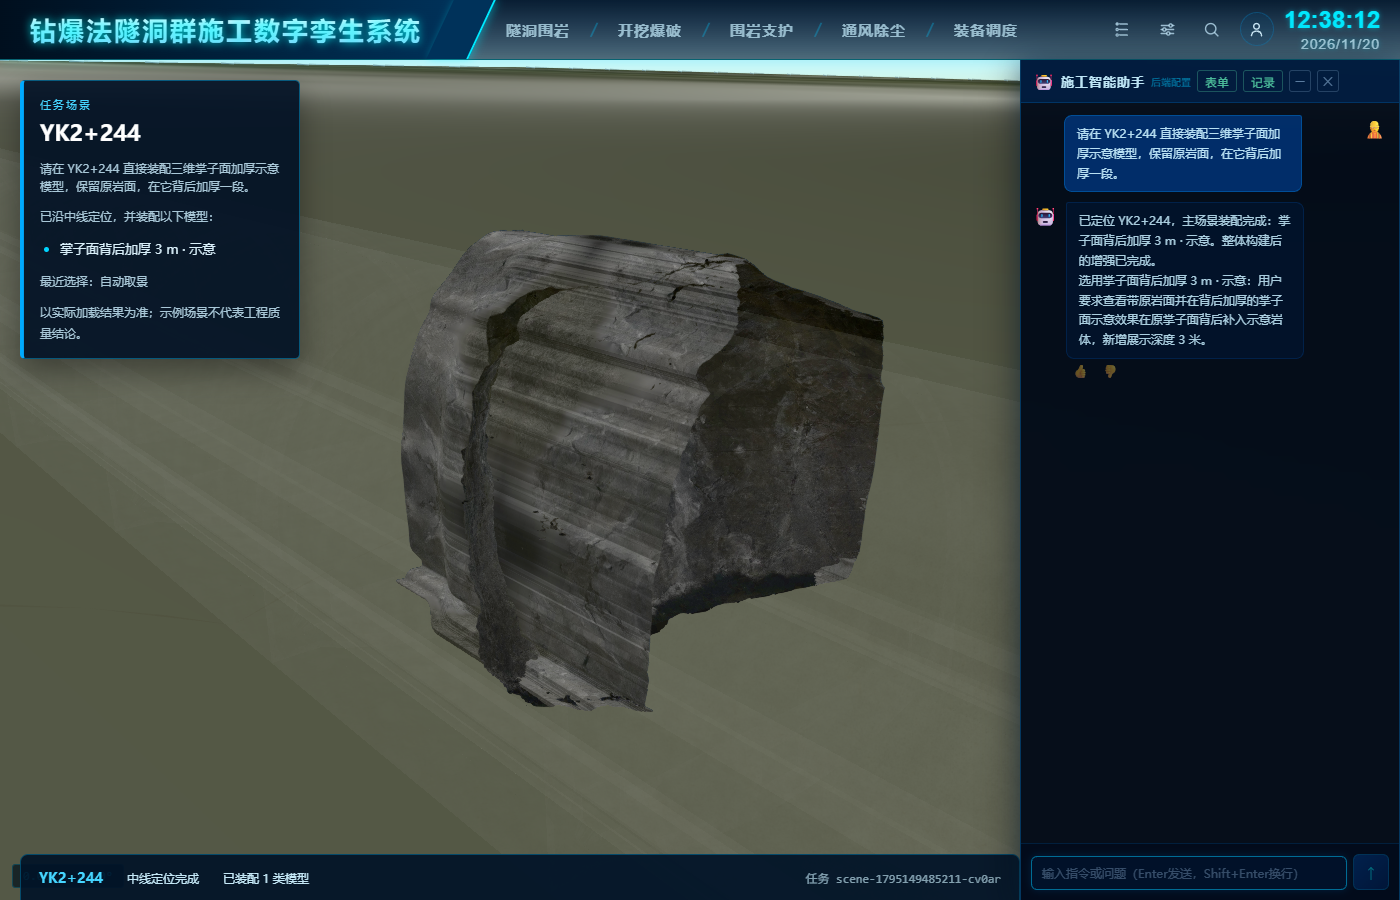 钻爆法隧洞群施工数字孪生系统
隧洞围岩 / 开挖爆破 / 围岩支护 / 通风除尘 / 装备调度
12:38:12
2026/11/20
任务场景
YK2+244
请在 YK2+244 直接装配三维掌子面加厚示意
模型，保留原岩面，在它背后加厚一段。
已沿中线定位，并装配以下模型：
掌子面背后加厚 3 m · 示意
最近选择：自动取景
以实际加载结果为准；示例场景不代表工程质
量结论。
施工智能助手 后端配置 表单 记录
请在 YK2+244 直接装配三维掌子面加
厚示意模型，保留原岩面，在它背后加
厚一段。
已定位 YK2+244，主场景装配完成：掌
子面背后加厚 3 m · 示意。整体构建后
的增强已完成。
选用掌子面背后加厚 3 m · 示意：用户
要求查看带原岩面并在背后加厚的掌子
面示意效果在原掌子面背后补入示意岩
体，新增展示深度 3 米。
YK2+244 中线定位完成 已装配 1 类模型
任务 scene-1795149485211-cv0ar
输入指令或问题（Enter发送，Shift+Enter换行）